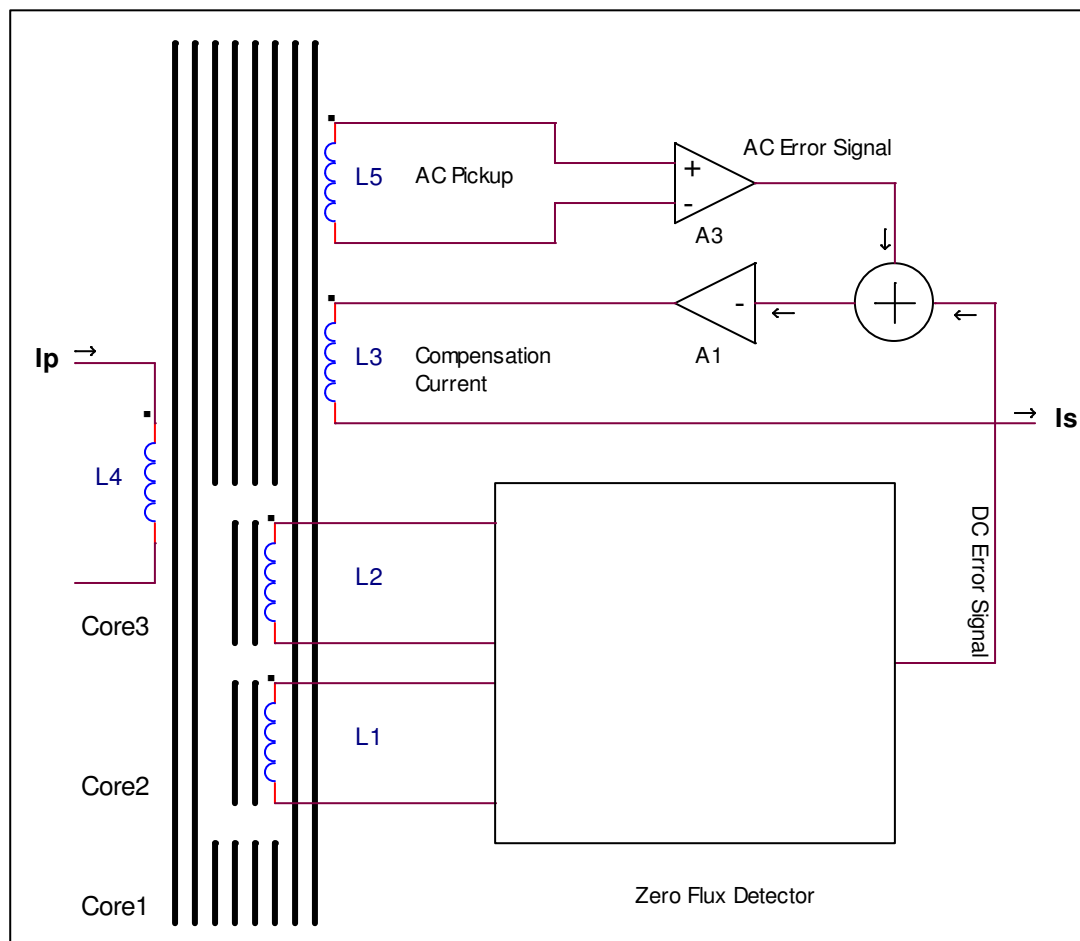 L5
AC Pickup
+
-
A3
AC Error Signal
Ip
L3
Compensation
Current
-
A1
Is
L4
L2
DC Error Signal
Core3
L1
Core2
Core1
Zero Flux Detector